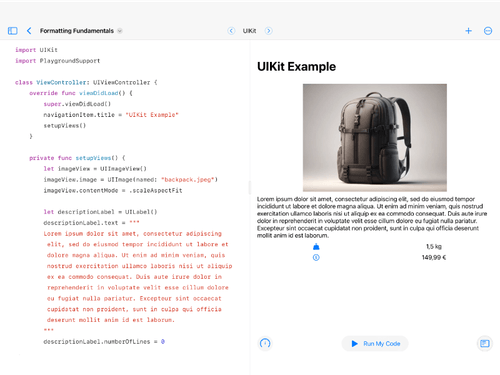 Formatting Fundamentals
UIKit
import UIKit
import PlaygroundSupport
class ViewController: UIViewController {
override func viewDidLoad() {
super.viewDidLoad()
navigationItem.title = "UIKit Example"
setupViews()
}
private func setupViews() {
let imageView = UIImageView()
imageView.image = UIImage(named: "backpack.jpeg")
imageView.contentMode = .scaleAspectFit
let descriptionLabel = UILabel()
descriptionLabel.text = """
Lorem ipsum dolor sit amet, consectetur adipiscing
elit, sed do eiusmod tempor incididunt ut labore et
dolore magna aliqua. Ut enim ad minim veniam, quis
nostrud exercitation ullamco laboris nisi ut aliquip
ex ea commodo consequat. Duis aute irure dolor in
reprehenderit in voluptate velit esse cillum dolore
eu fugiat nulla pariatur. Excepteur sint occaecat
cupidatat non proident, sunt in culpa qui officia
deserunt mollit anim id est laborum.
"""
descriptionLabel.numberOfLines = 0
UIKit Example
Lorem ipsum dolor sit amet, consectetur adipiscing elit, sed do eiusmod tempor
incididunt ut labore et dolore magna aliqua. Ut enim ad minim veniam, quis nostrud
exercitation ullamco laboris nisi ut aliquip ex ea commodo consequat. Duis aute irure
dolor in reprehenderit in voluptate velit esse cillum dolore eu fugiat nulla pariatur.
Excepteur sint occaecat cupidatat non proident, sunt in culpa qui officia deserunt
mollit anim id est laborum.
1,5 kg
149,99 €
Run My Code